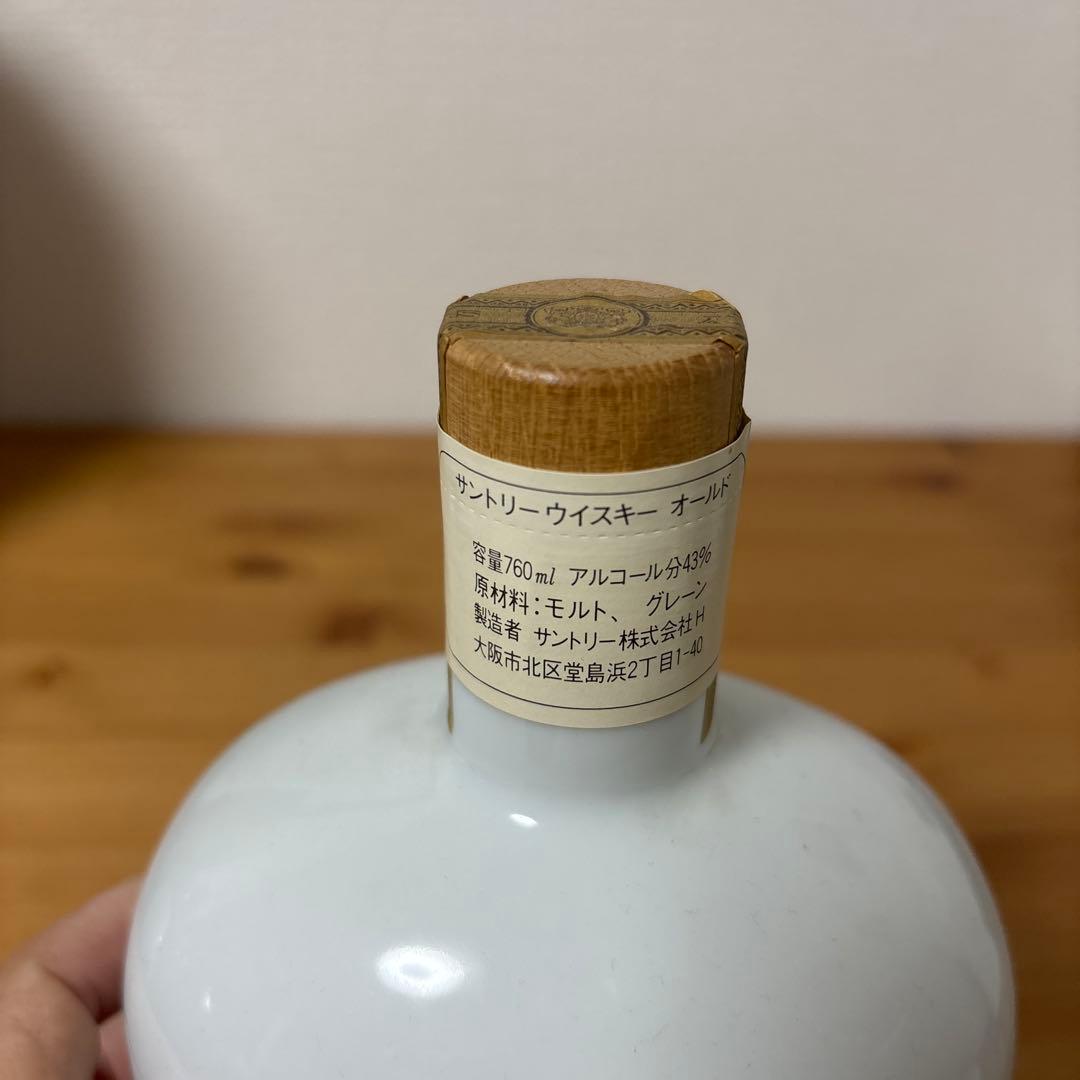 サントリーウイスキー オールド
容量760ml アルコール分43%
原材料:モルト、 グレーン
製造者 サントリー株式会社H
大阪市北区堂島浜2丁目1-40